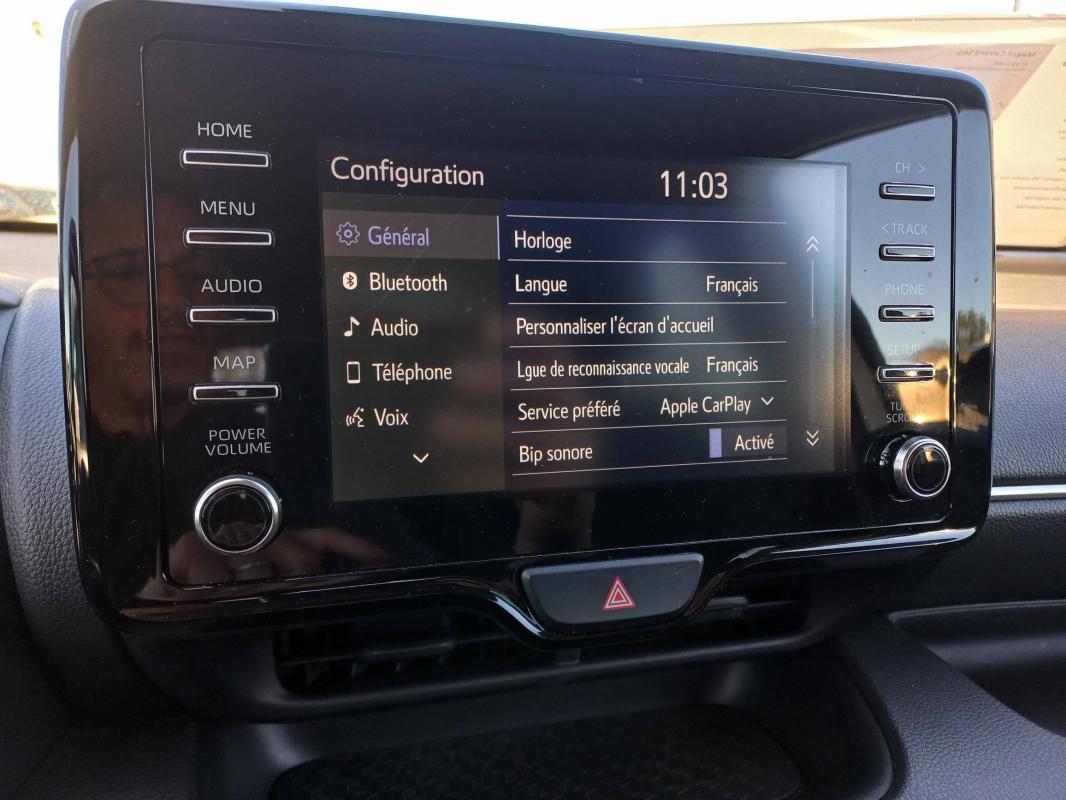 HOME
MENU
AUDIO
MAP
POWER
VOLUME
Configuration
11:03
Général
Bluetooth
Audio
Téléphone
Voix
Horloge
Langue Français
Personnaliser l'écran d'accueil
Lgue de reconnaissance vocale Français
Service préféré Apple CarPlay
Bip sonore Activé
CH >
< TRACK
PHONE
SETUP